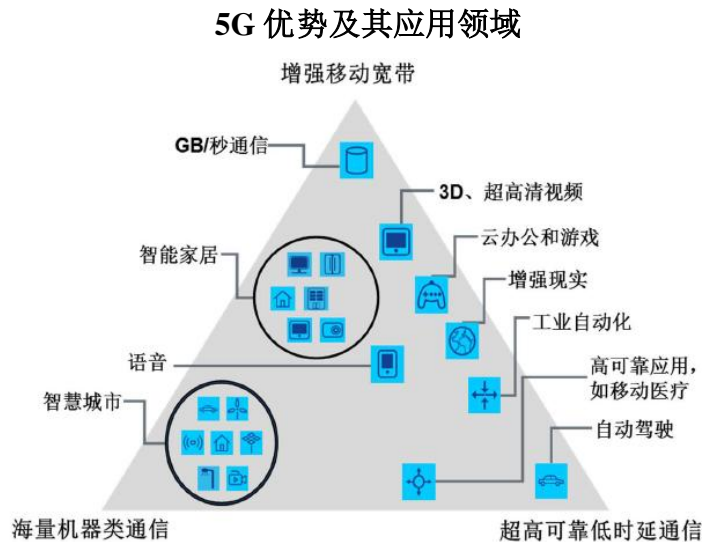 5G 优势及其应用领域
增强移动宽带
GB/秒通信
3D、超高清视频
云办公和游戏
智能家居
增强现实
工业自动化
语音
高可靠应用，
如移动医疗
智慧城市
自动驾驶
海量机器类通信
超高可靠低时延通信